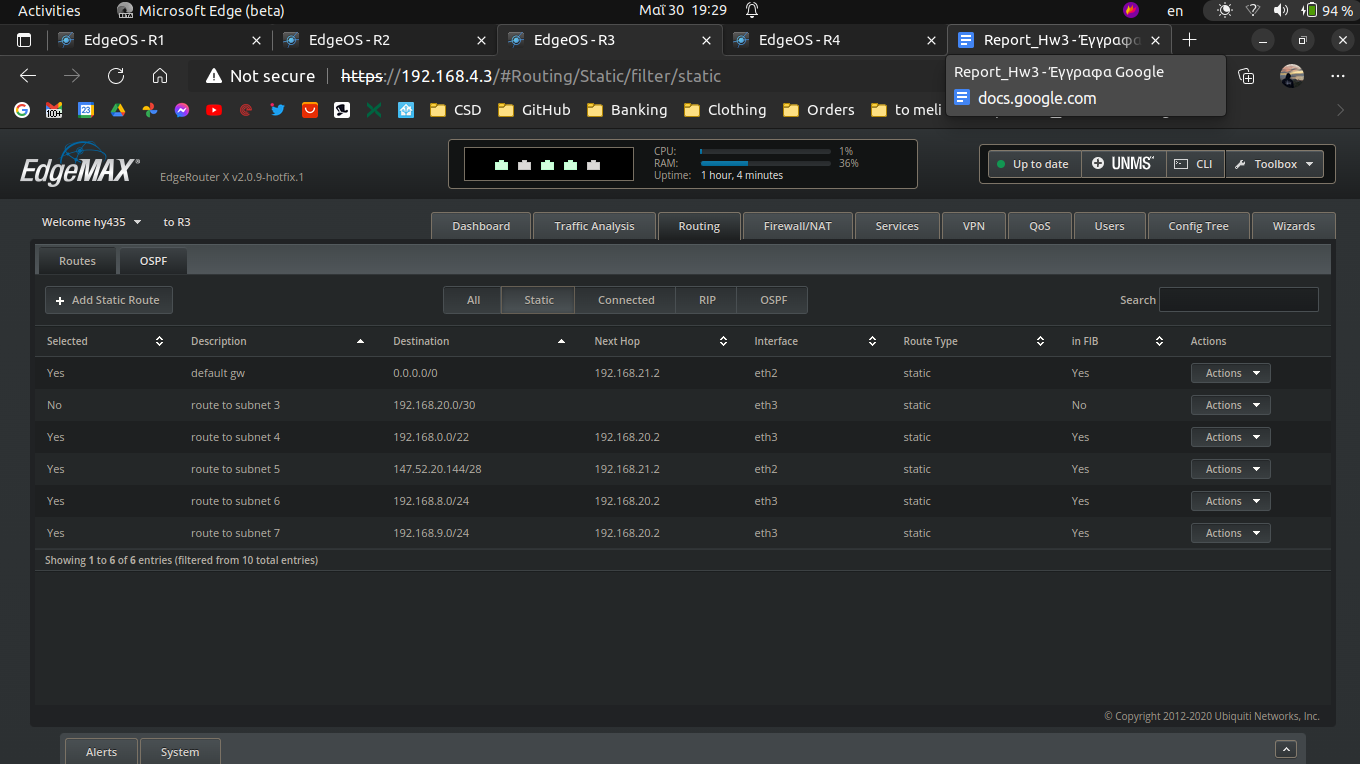 Activities Microsoft Edge (beta) Μαΐ 30 19:29 en 94 %
EdgeOS - R1 EdgeOS - R2 EdgeOS - R3 EdgeOS - R4 Report_Hw3 - Έγγραφα
Not secure https://192.168.4.3/#Routing/Static/filter/static
Report_Hw3 - Έγγραφα Google
docs.google.com
100+ 23 CSD GitHub Banking Clothing Orders to meli
EdgeMAX
EdgeRouter X v2.0.9-hotfix.1
CPU: 1%
RAM: 36%
Uptime: 1 hour, 4 minutes
Up to date UNMS CLI Toolbox
Welcome hy435 to R3
Dashboard Traffic Analysis Routing Firewall/NAT Services VPN QoS Users Config Tree Wizards
Routes OSPF
+ Add Static Route All Static Connected RIP OSPF Search
Selected Description Destination Next Hop Interface Route Type in FIB Actions
Yes default gw 0.0.0.0/0 192.168.21.2 eth2 static Yes Actions
No route to subnet 3 192.168.20.0/30 eth3 static No Actions
Yes route to subnet 4 192.168.0.0/22 192.168.20.2 eth3 static Yes Actions
Yes route to subnet 5 147.52.20.144/28 192.168.21.2 eth2 static Yes Actions
Yes route to subnet 6 192.168.8.0/24 192.168.20.2 eth3 static Yes Actions
Yes route to subnet 7 192.168.9.0/24 192.168.20.2 eth3 static Yes Actions
Showing 1 to 6 of 6 entries (filtered from 10 total entries)
© Copyright 2012-2020 Ubiquiti Networks, Inc.
Alerts System